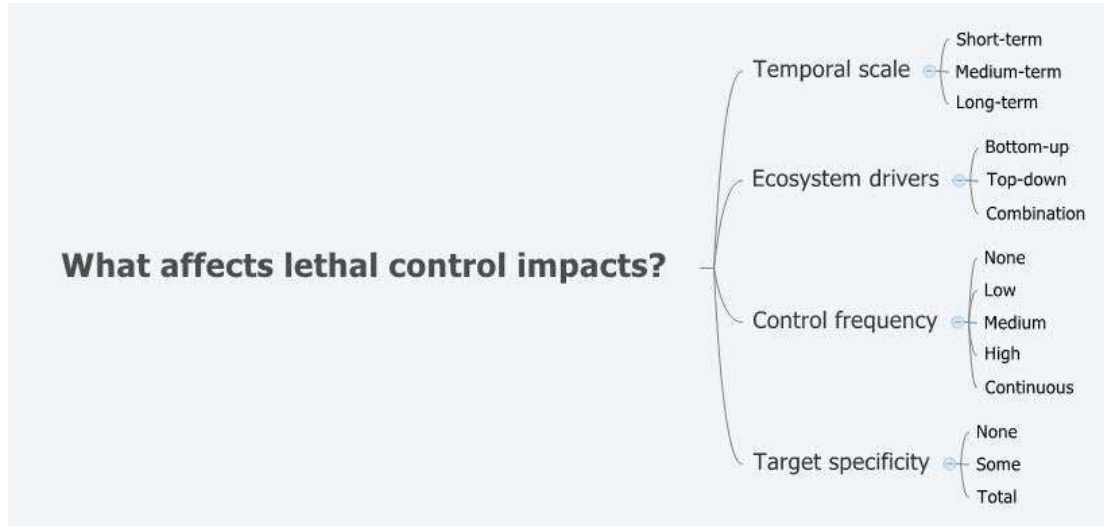 What affects lethal control impacts?
Temporal scale
Short-term
Medium-term
Long-term
Ecosystem drivers
Bottom-up
Top-down
Combination
Control frequency
None
Low
Medium
High
Continuous
Target specificity
None
Some
Total